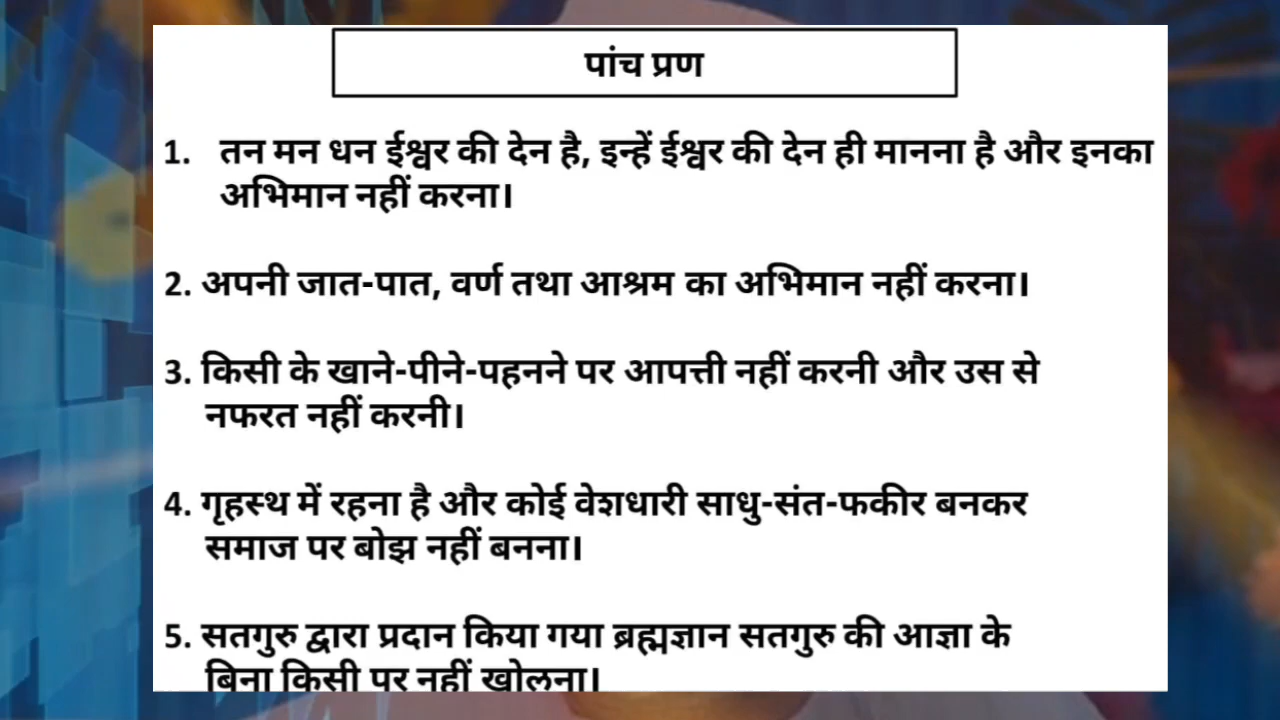 पांच प्रण
1. तन मन धन ईश्वर की देन है, इन्हें ईश्वर की देन ही मानना है और इनका
अभिमान नहीं करना।
2. अपनी जात-पात, वर्ण तथा आश्रम का अभिमान नहीं करना।
3. किसी के खाने-पीने-पहनने पर आपत्ती नहीं करनी और उस से
नफरत नहीं करनी।
4. गृहस्थ में रहना है और कोई वेशधारी साधु-संत-फकीर बनकर
समाज पर बोझ नहीं बनना।
5. सतगुरु द्वारा प्रदान किया गया ब्रह्मज्ञान सतगुरु की आज्ञा के
बिना किसी पर नहीं खोलना।